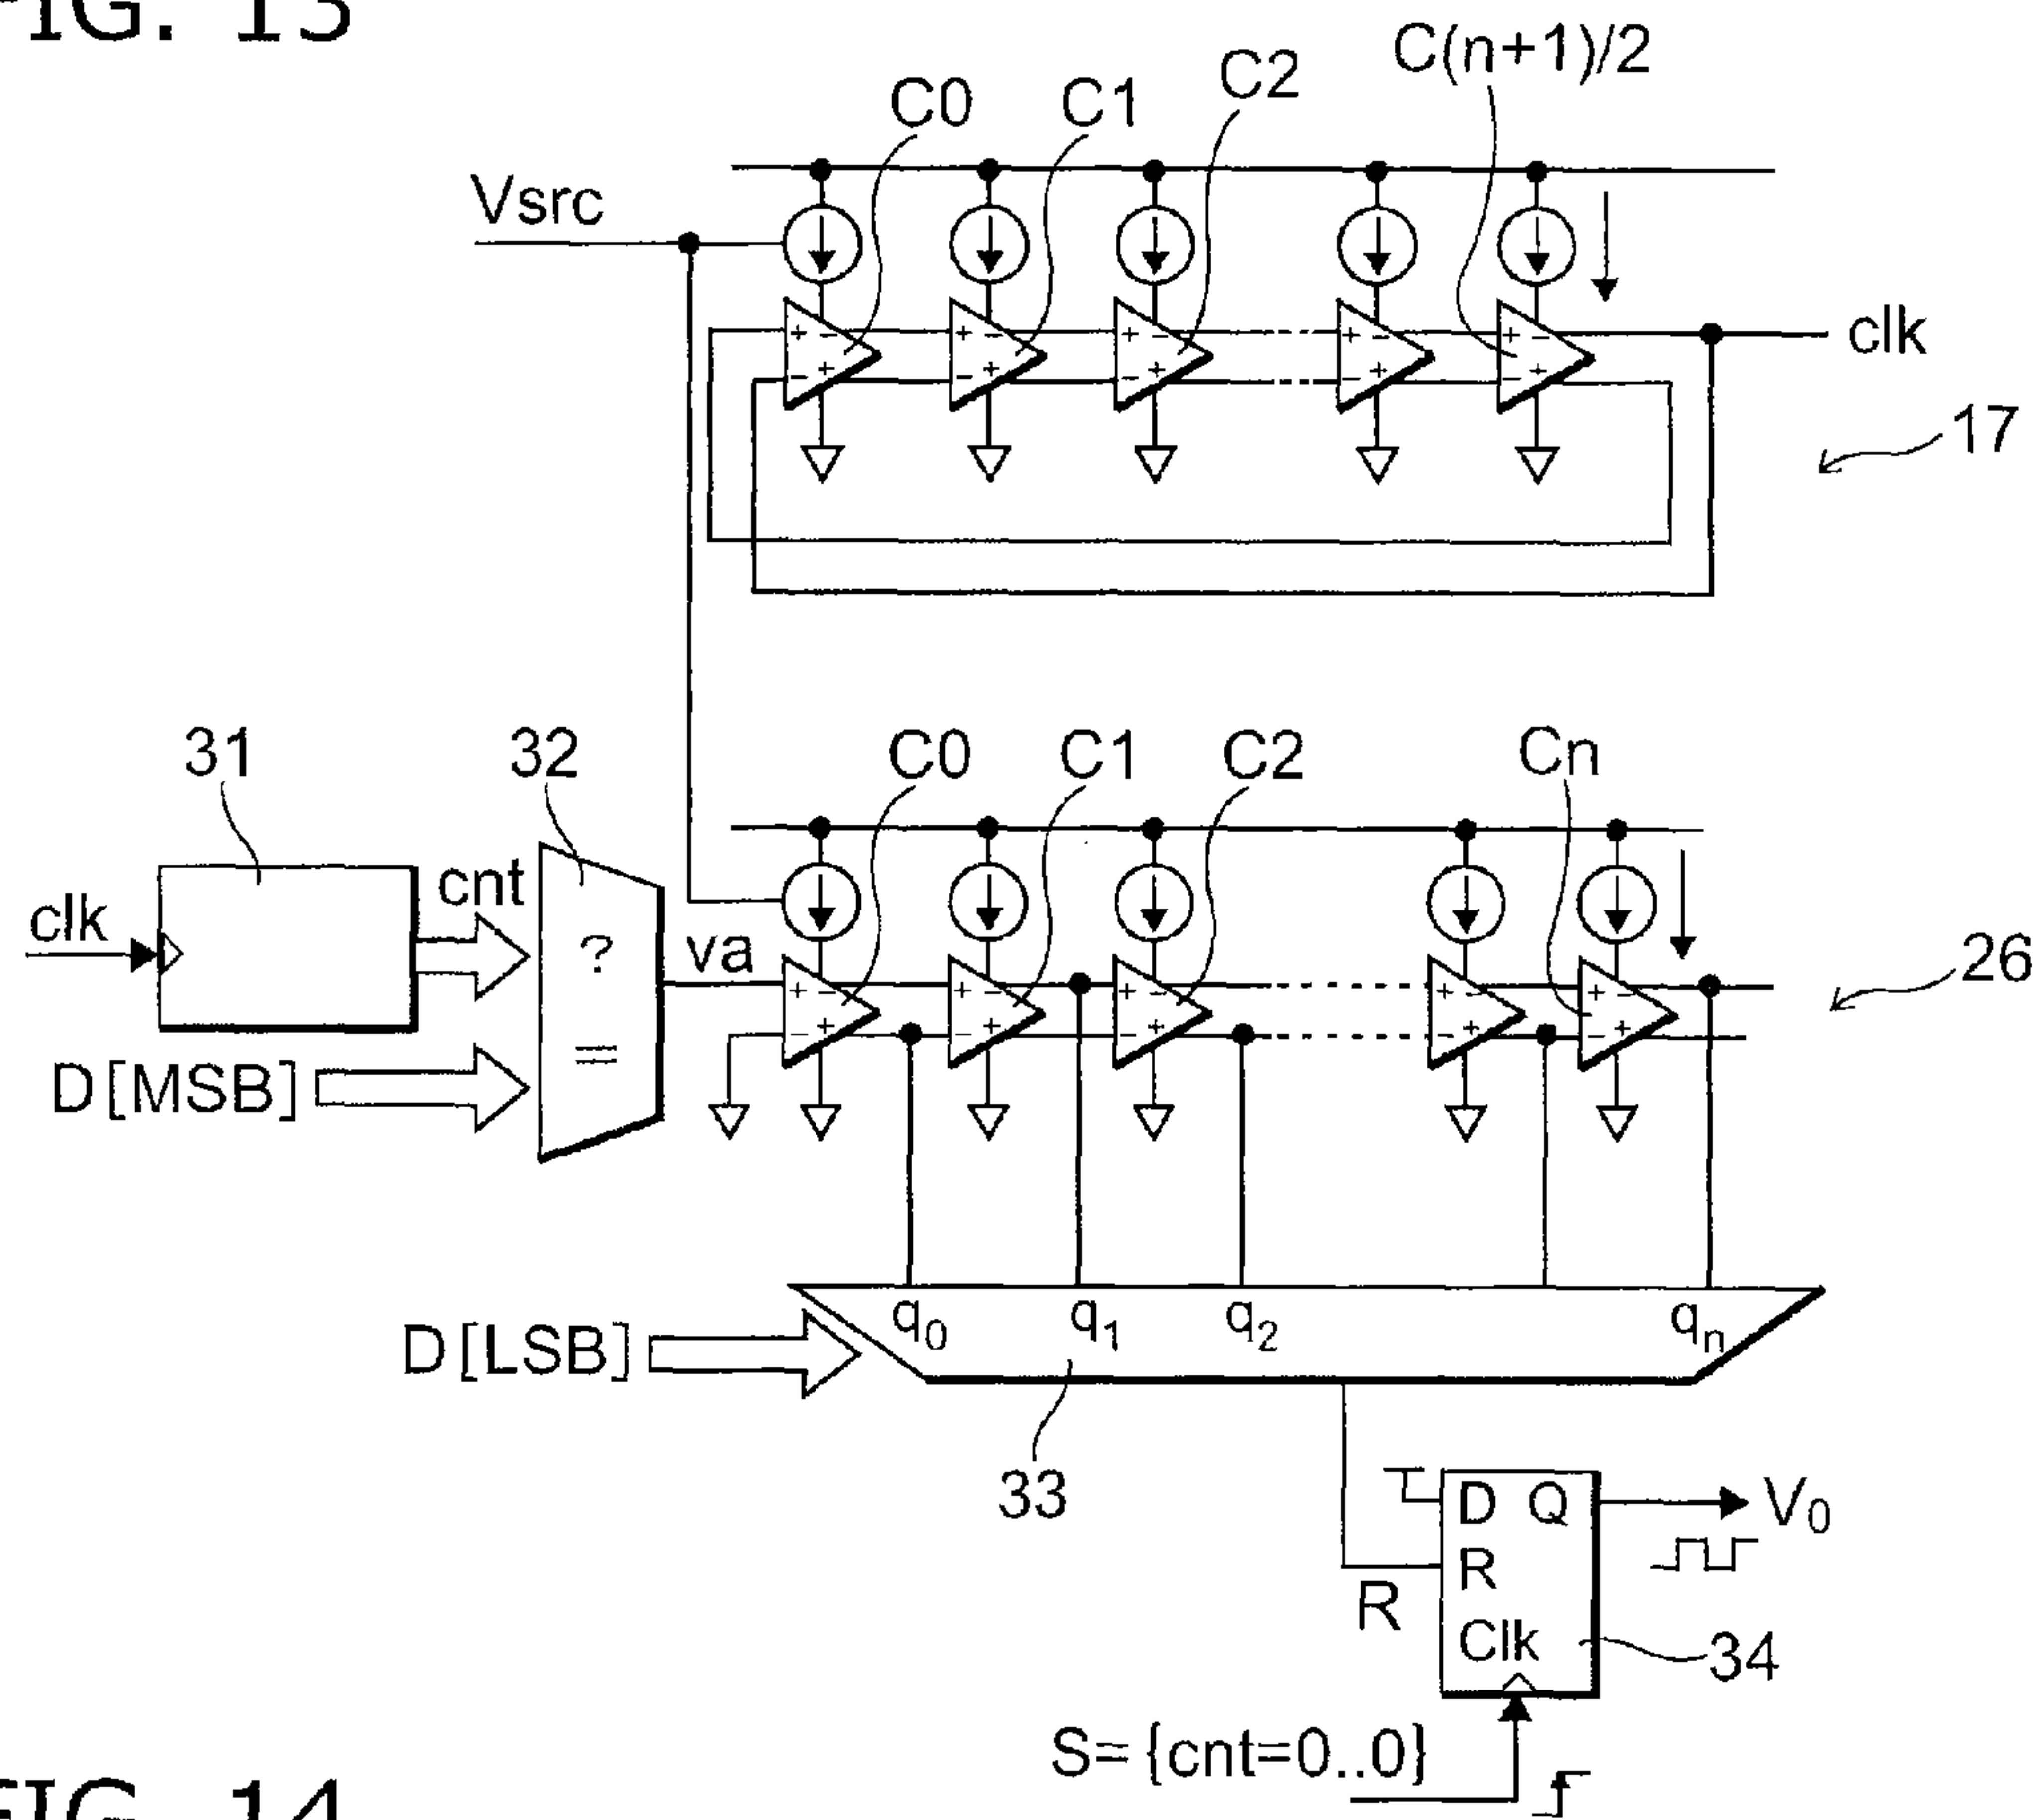 FIG. 13
C0 C1 C2 C(n+1)/2
Vsrc
+ − + − + − + − + −
− + − + − + − + − +
clk
17
31 32 C0 C1 C2 Cn
clk cnt ? va
+ − + − + − + − + −
− + − + − + − + − +
26
D[MSB] =
q0 q1 q2 qn
D[LSB]
33
D Q V0
R R
Clk
34
S={cnt=0..0}
FIG. 14